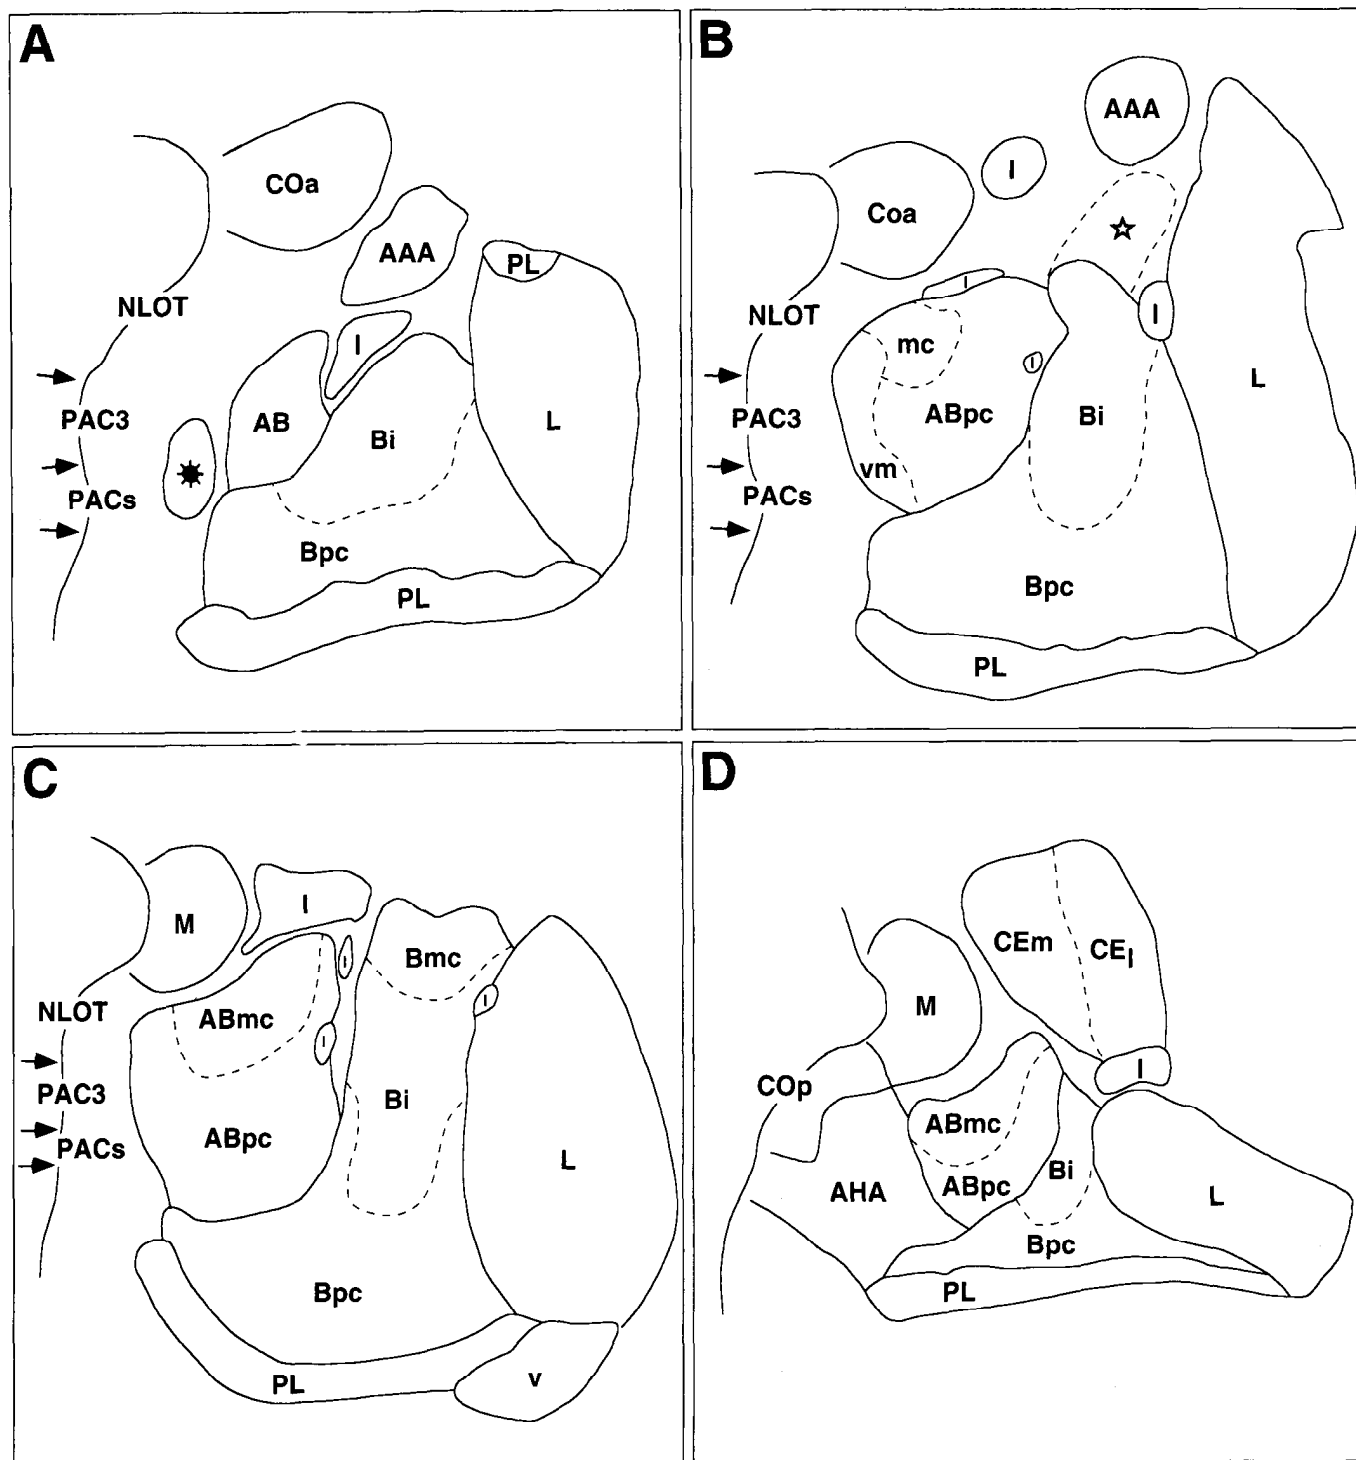 A
COa
AAA
PL
NLOT
I
PAC3
AB
Bi
L
PACs
Bpc
PL
B
AAA
I
Coa
I
NLOT
I
mc
I
L
PAC3
ABpc
Bi
vm
PACs
Bpc
PL
C
M
I
Bmc
I
I
NLOT
ABmc
I
PAC3
Bi
ABpc
PACs
L
Bpc
PL
v
D
CEm
CEl
M
I
COp
ABmc
Bi
AHA
ABpc
L
Bpc
PL